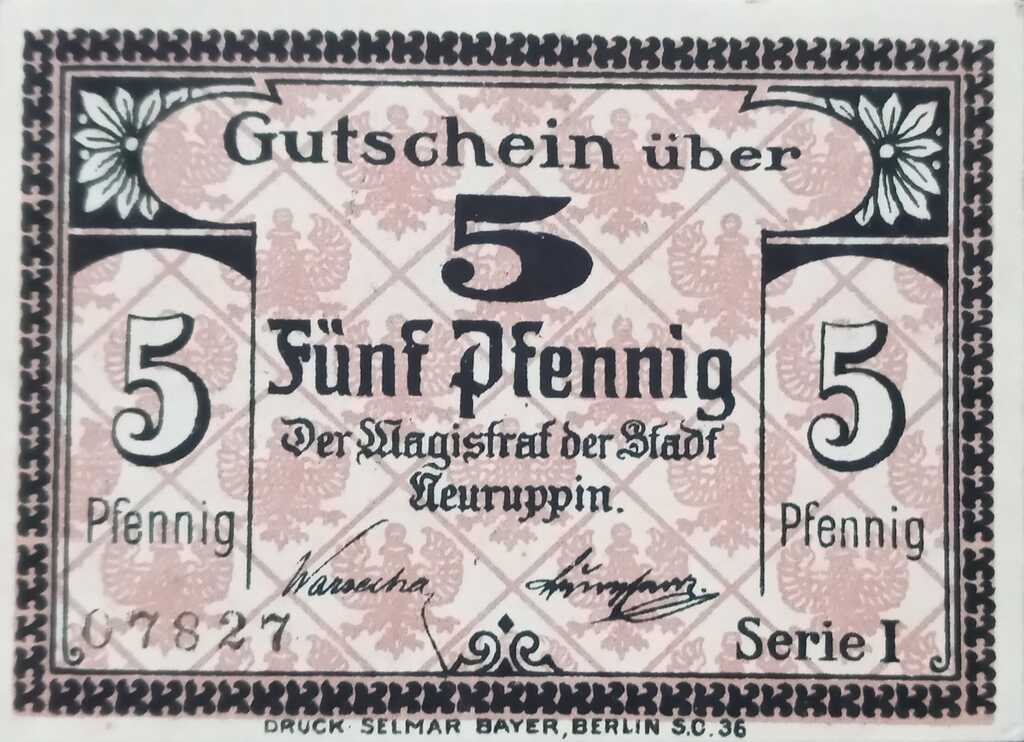 Gutschein über
5
Fünf Pfennig
Der Magistrat der Stadt
Neuruppin.
5
Pfennig
5
Pfennig
Warzecha
07827
Serie I
DRUCK SELMAR BAYER, BERLIN S.O. 36